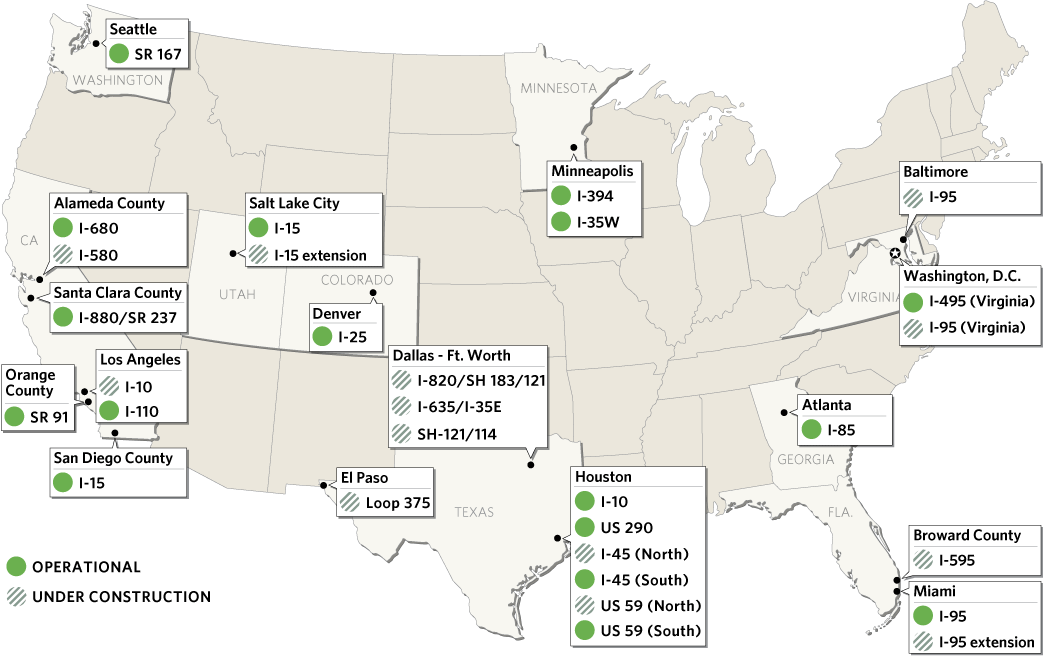 Seattle
SR 167
WASHINGTON
MINNESOTA
Minneapolis
I-394
I-35W
Baltimore
I-95
Alameda County
I-680
I-580
CA
Salt Lake City
I-15
I-15 extension
UTAH
COLORADO
Denver
I-25
Santa Clara County
I-880/SR 237
Washington, D.C.
I-495 (Virginia)
I-95 (Virginia)
VIRGINIA
Los Angeles
I-10
I-110
Orange
County
SR 91
San Diego County
I-15
Dallas - Ft. Worth
I-820/SH 183/121
I-635/I-35E
SH-121/114
Atlanta
I-85
GEORGIA
El Paso
Loop 375
TEXAS
Houston
I-10
US 290
I-45 (North)
I-45 (South)
US 59 (North)
US 59 (South)
FLA.
Broward County
I-595
Miami
I-95
I-95 extension
OPERATIONAL
UNDER CONSTRUCTION